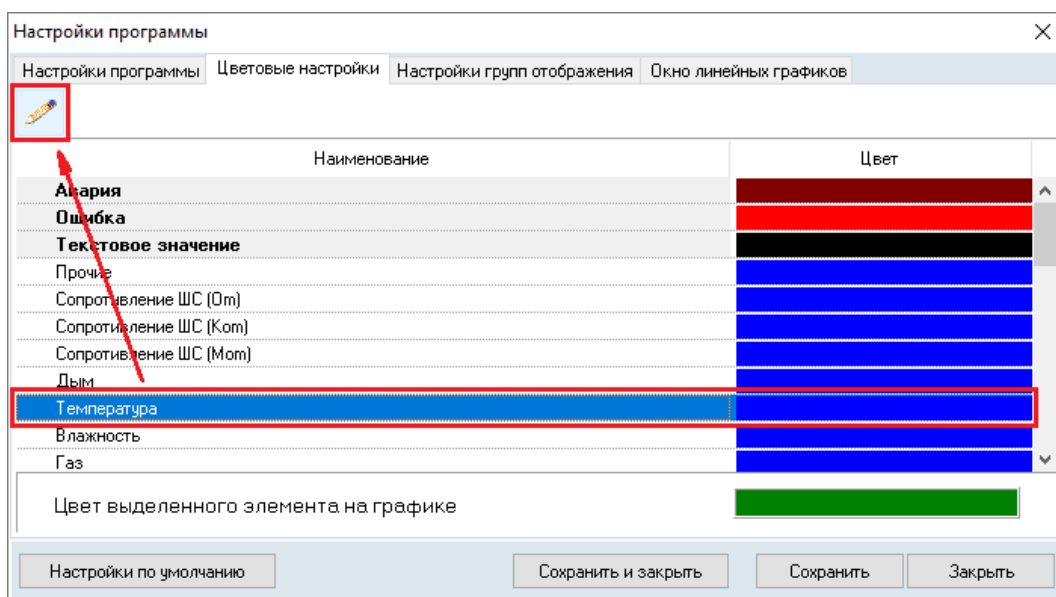 Настройки программы
Настройки программы Цветовые настройки Настройки групп отображения Окно линейных графиков
Наименование Цвет
Авария
Ошибка
Текстовое значение
Прочие
Сопротивление ШС (Om)
Сопротивление ШС (Kom)
Сопротивление ШС (Mom)
Дым
Температура
Влажность
Газ
Цвет выделенного элемента на графике
Настройки по умолчанию Сохранить и закрыть Сохранить Закрыть